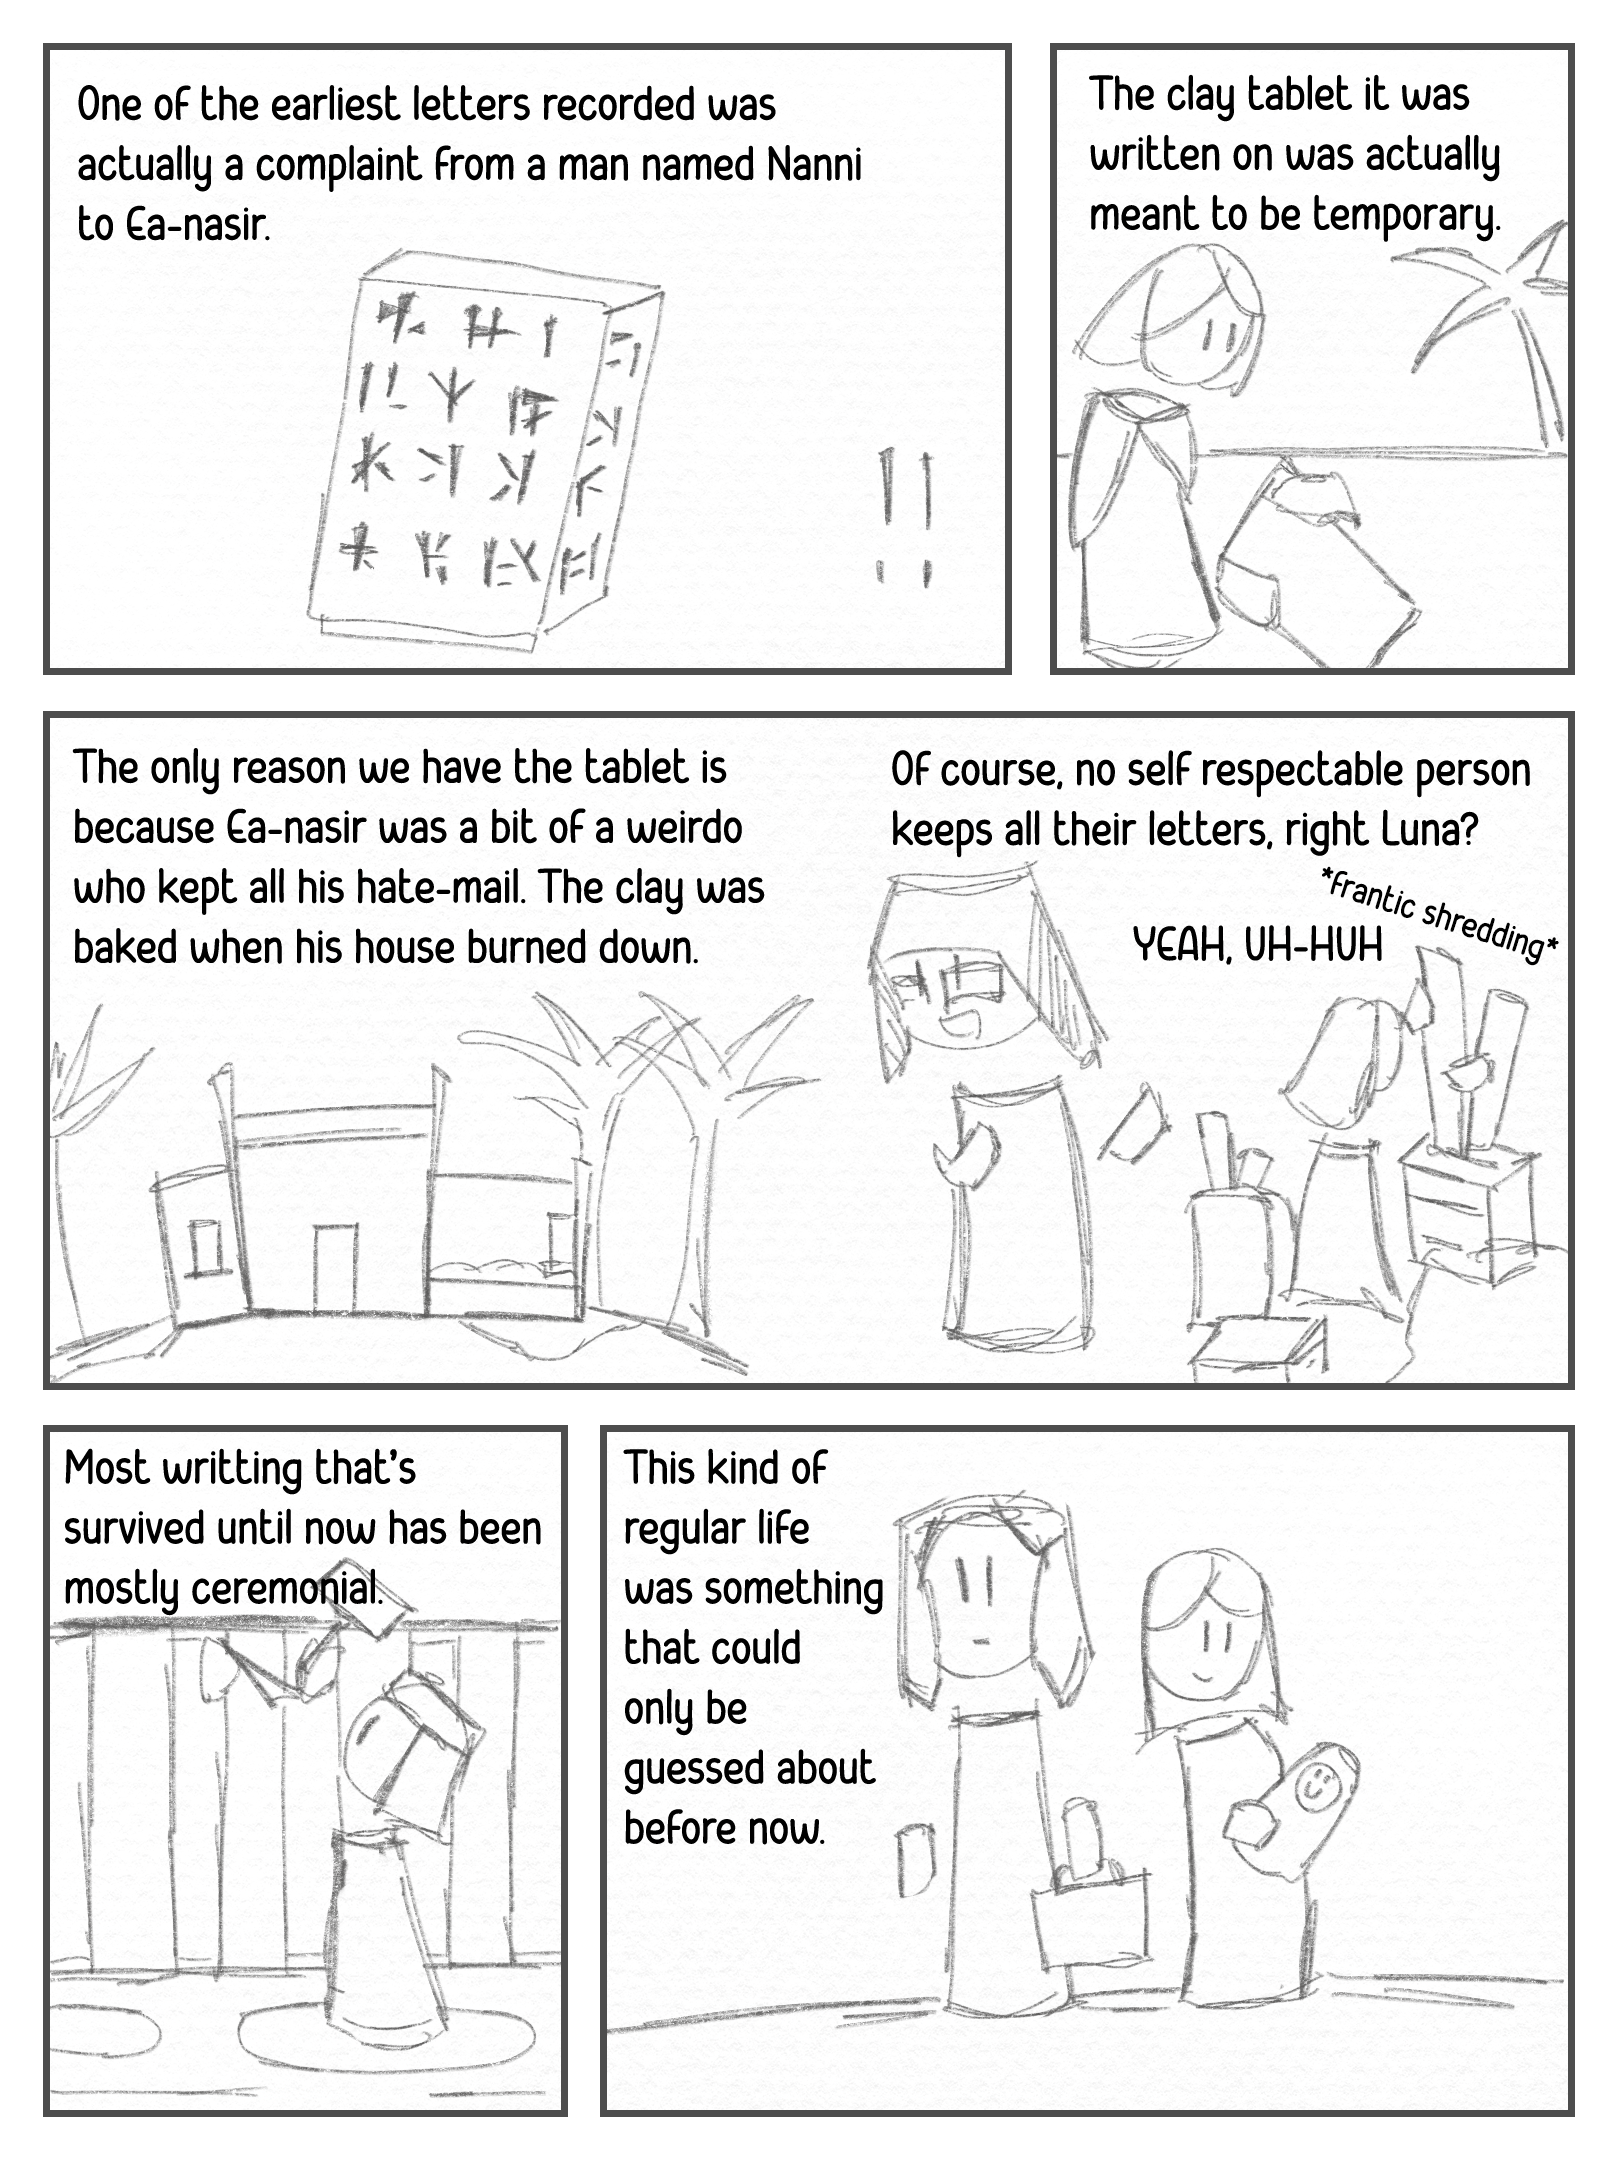 One of the earliest letters recorded was
actually a complaint from a man named Nanni
to Ea-nasir.
The clay tablet it was
written on was actually
meant to be temporary.
The only reason we have the tablet is
because Ea-nasir was a bit of a weirdo
who kept all his hate-mail. The clay was
baked when his house burned down.
Of course, no self respectable person
keeps all their letters, right Luna?
*frantic shredding*
YEAH, UH-HUH
Most writting that's
survived until now has been
mostly ceremonial.
This kind of
regular life
was something
that could
only be
guessed about
before now.